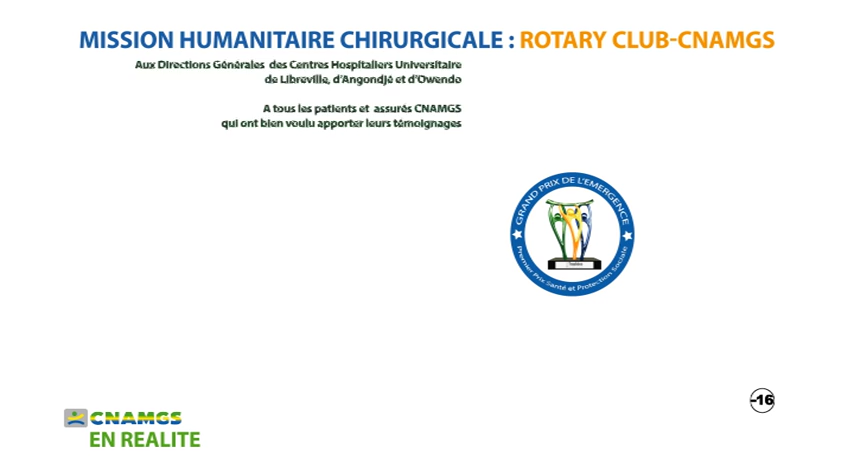 MISSION HUMANITAIRE CHIRURGICALE : ROTARY CLUB-CNAMGS
Aux Directions Générales des Centres Hospitaliers Universitaire
de Libreville, d'Angondjé et d'Owendo
A tous les patients et assurés CNAMGS
qui ont bien voulu apporter leurs témoignages
GRAND PRIX DE L'EMERGENCE
Premier Prix Santé et Protection Sociale
-16
CNAMGS
EN REALITE